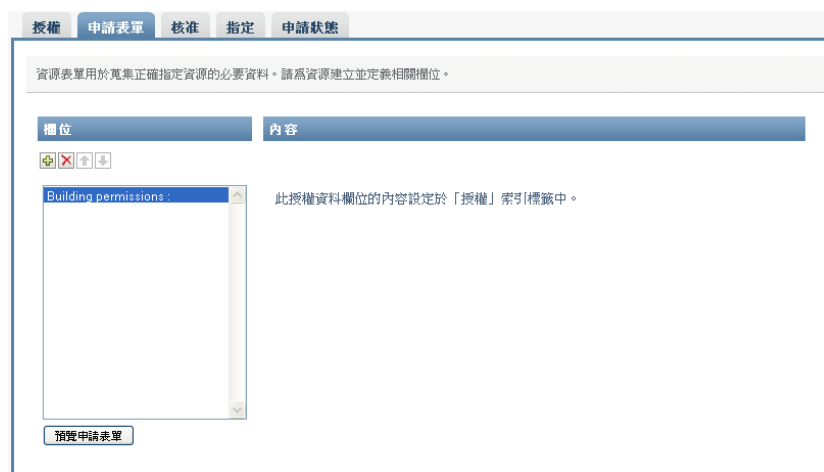 授權 申請表單 核准 指定 申請狀態
資源表單用於蒐集正確指定資源的必要資料。請為資源建立並定義相關欄位。
欄位 內容
Building permissions : 此授權資料欄位的內容設定於「授權」索引標籤中。
預覽申請表單